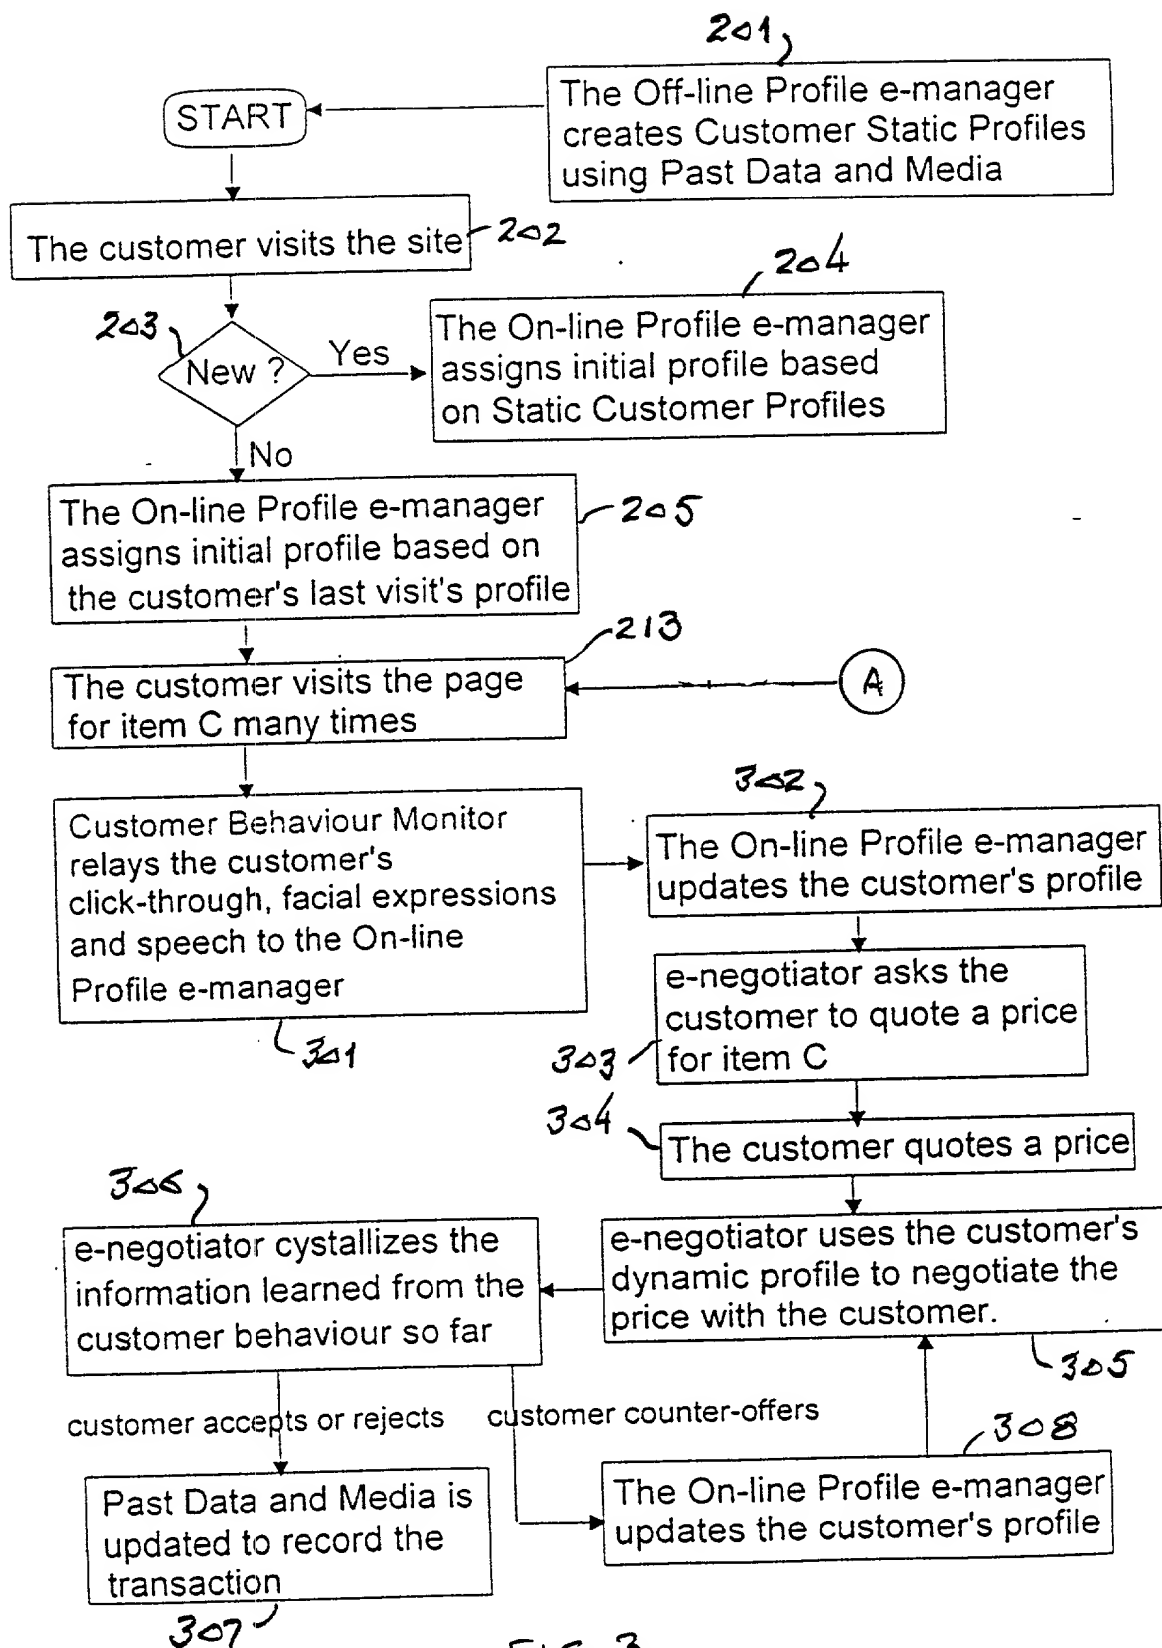 201
The Off-line Profile e-manager
creates Customer Static Profiles
using Past Data and Media
START
The customer visits the site
202
204
203
New ?
Yes
The On-line Profile e-manager
assigns initial profile based
on Static Customer Profiles
No
The On-line Profile e-manager
assigns initial profile based on
the customer's last visit's profile
205
213
The customer visits the page
for item C many times
A
302
Customer Behaviour Monitor
relays the customer's
click-through, facial expressions
and speech to the On-line
Profile e-manager
301
The On-line Profile e-manager
updates the customer's profile
e-negotiator asks the
customer to quote a price
for item C
303
304
The customer quotes a price
306
e-negotiator cystallizes the
information learned from the
customer behaviour so far
e-negotiator uses the customer's
dynamic profile to negotiate the
price with the customer.
305
customer accepts or rejects
customer counter-offers
308
Past Data and Media is
updated to record the
transaction
307
The On-line Profile e-manager
updates the customer's profile